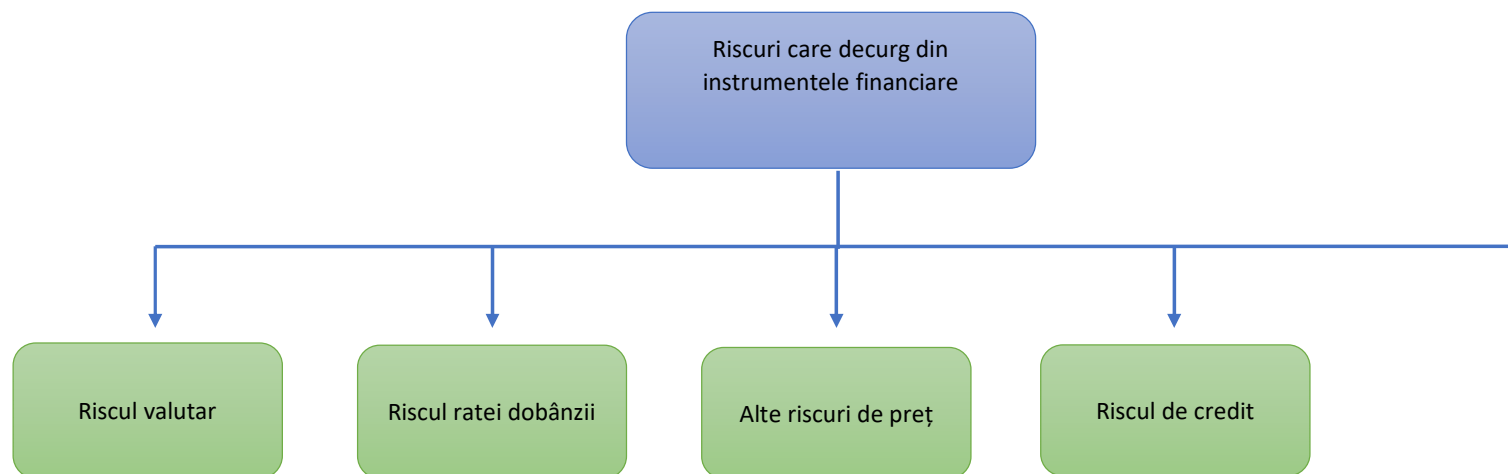 Riscuri care decurg din
instrumentele financiare
Riscul valutar
Riscul ratei dobânzii
Alte riscuri de preț
Riscul de credit